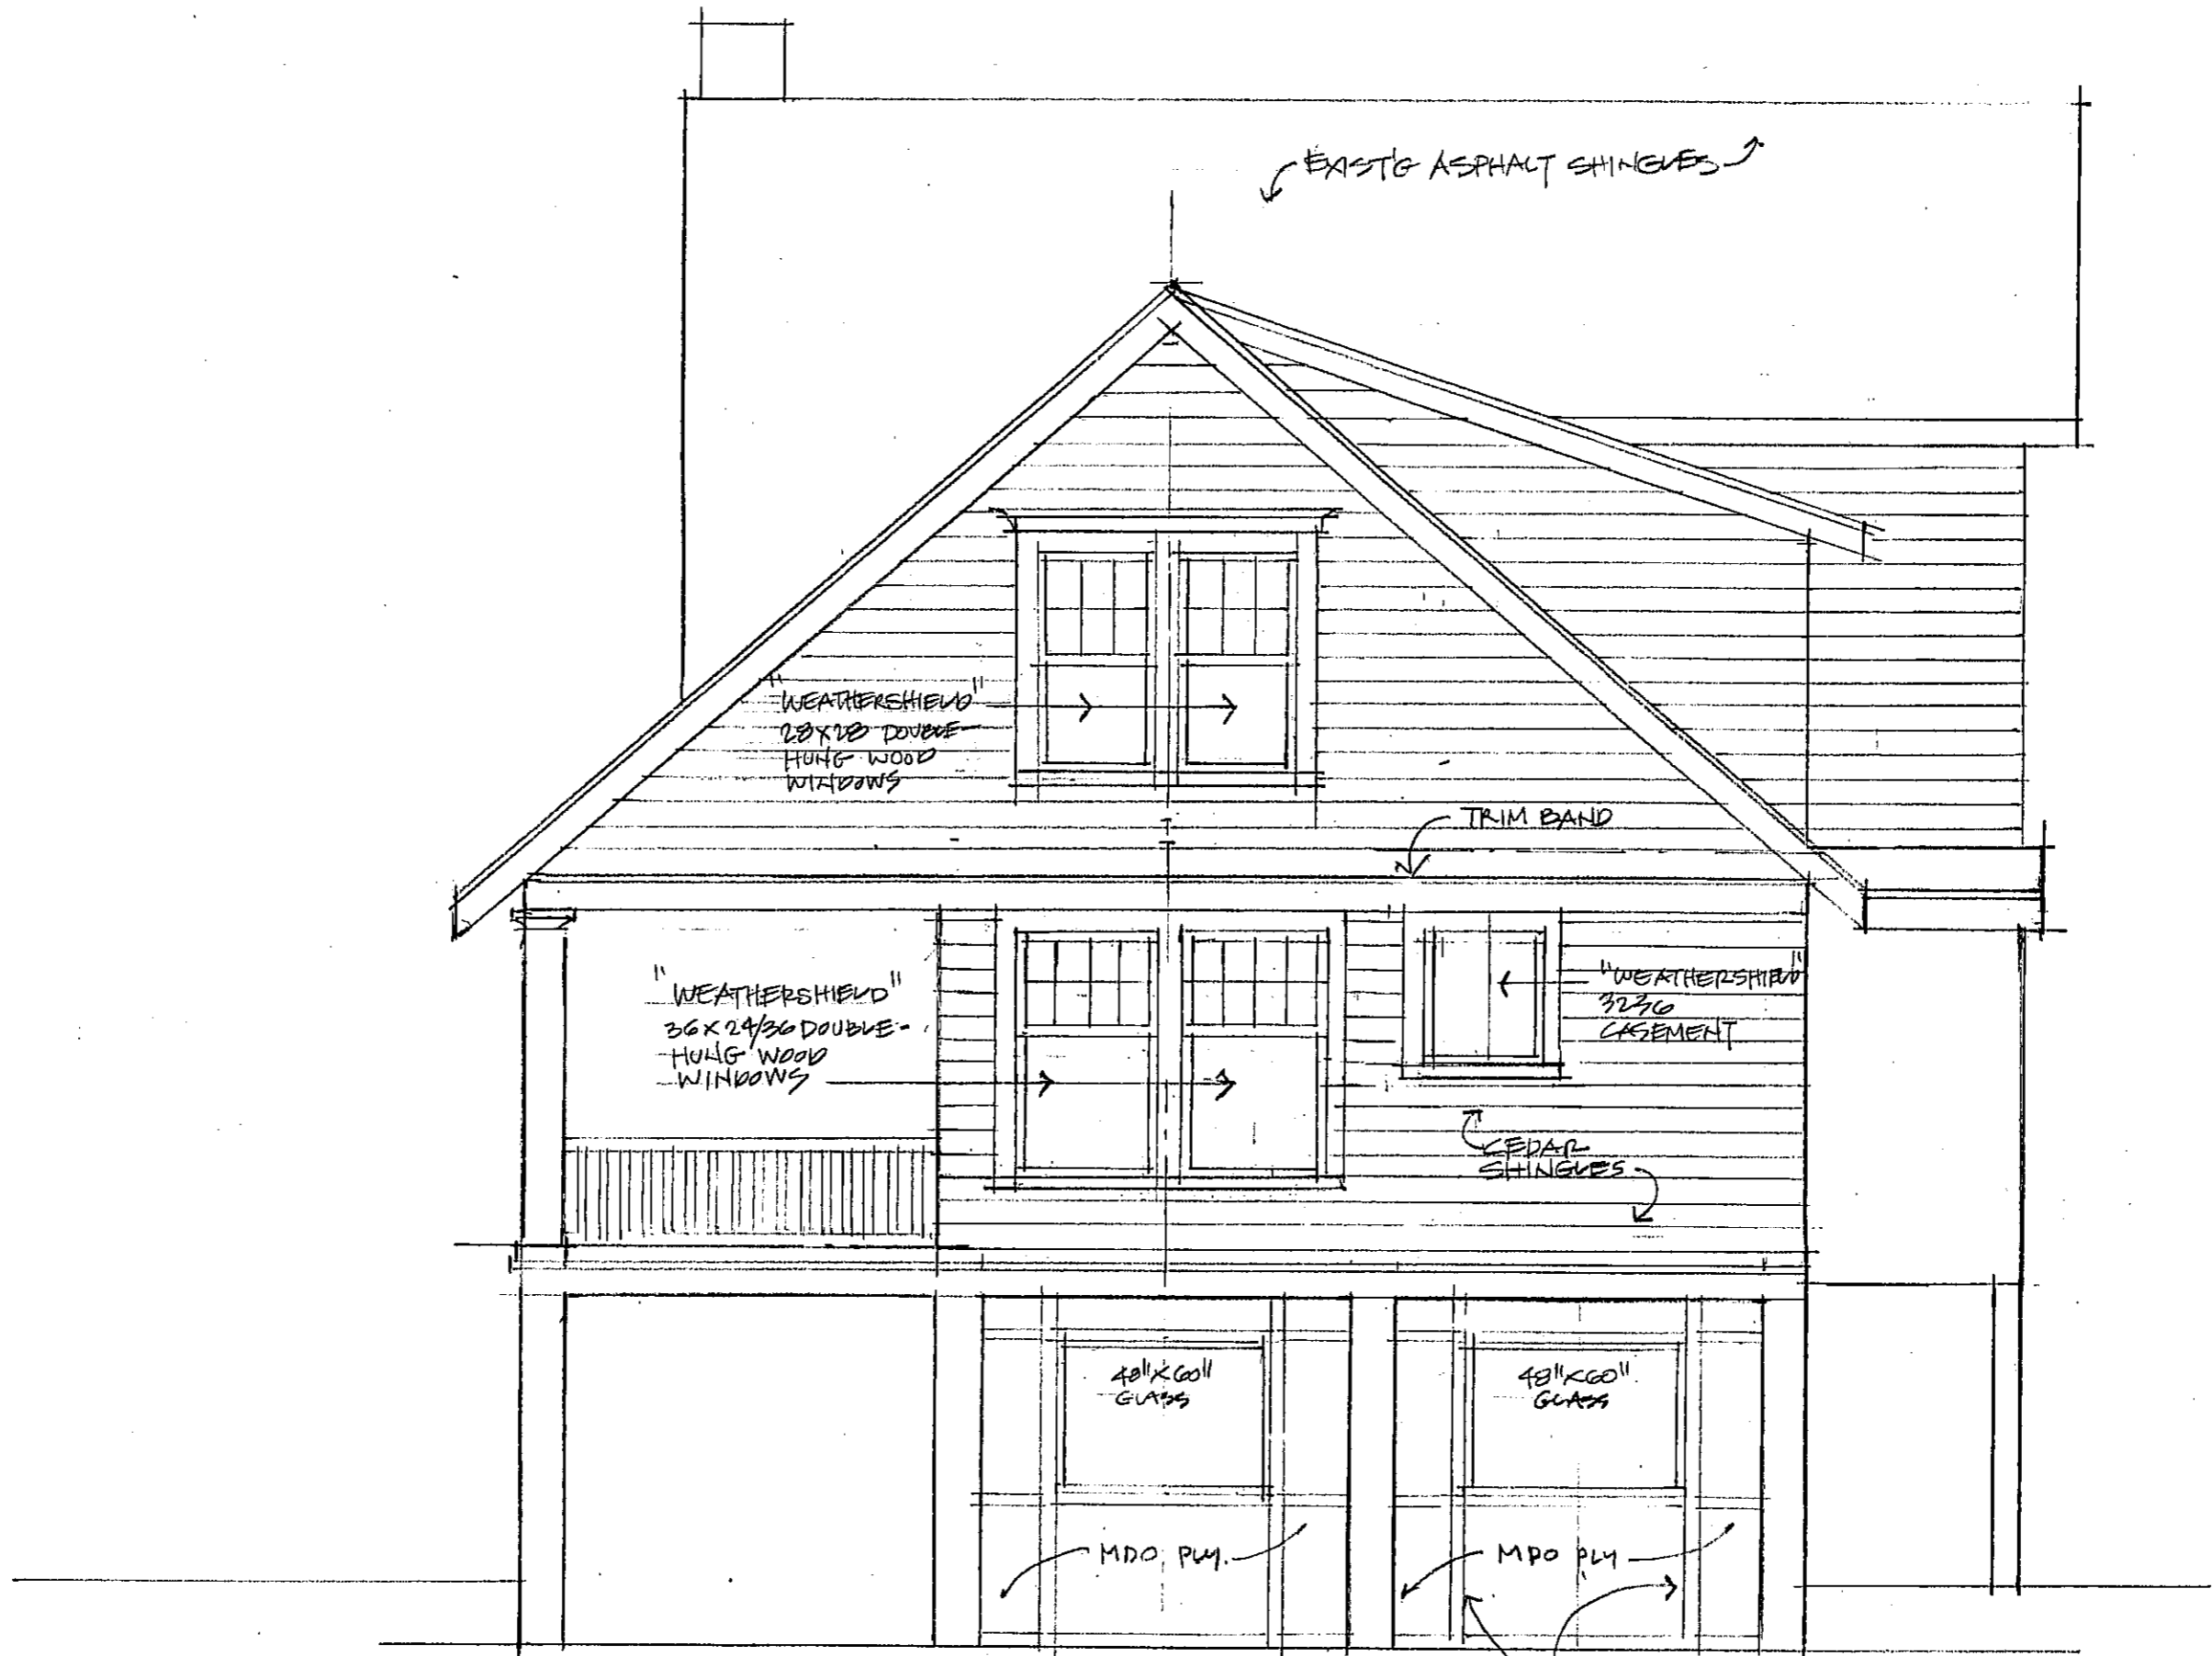 EXIST'G ASPHALT SHINGLES
"WEATHERSHIELD"
28X28 DOUBLE-
HUNG WOOD
WINDOWS
TRIM BAND
"WEATHERSHIELD"
36X24/36 DOUBLE-
HUNG WOOD
WINDOWS
"WEATHERSHIELD"
3236
CASEMENT
CEDAR
SHINGLES
48"X60"
GLASS
48"X60"
GLASS
MDO PLY.
MDO PLY